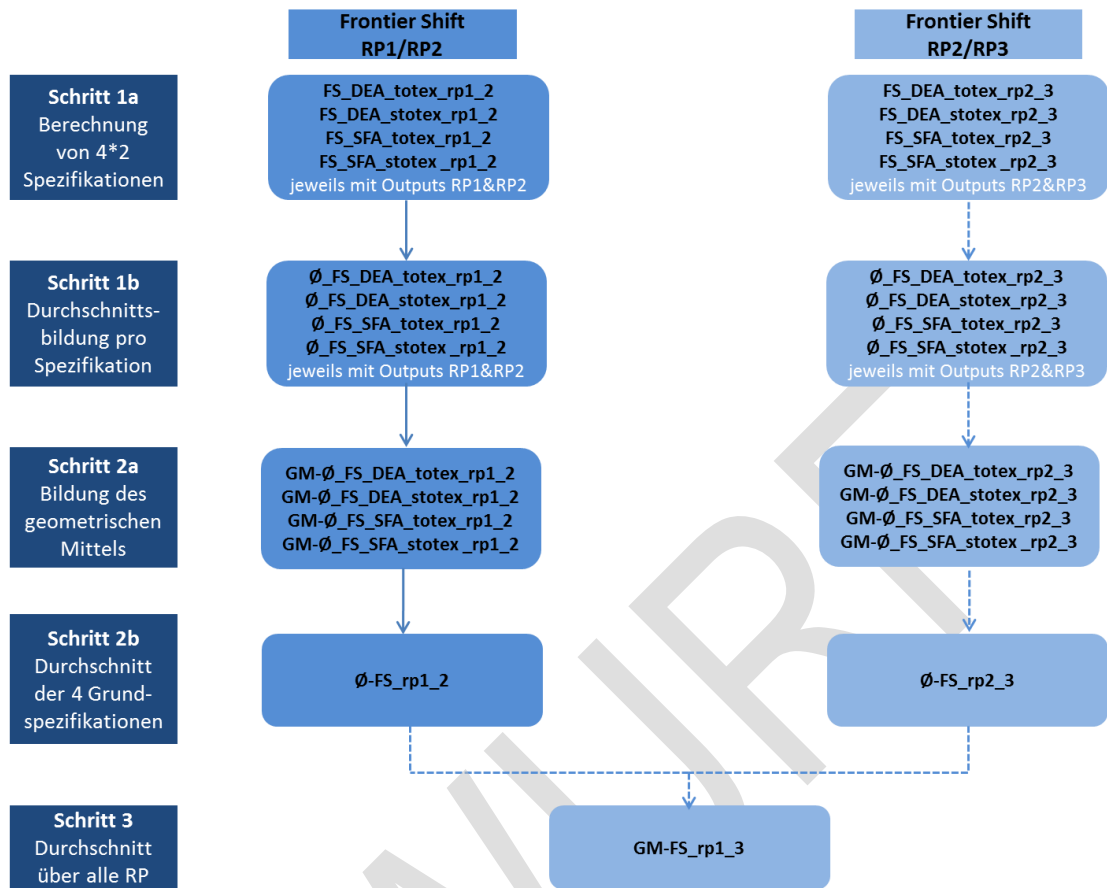 Frontier Shift
RP1/RP2
Frontier Shift
RP2/RP3
Schritt 1a
Berechnung
von 4*2
Spezifikationen
FS_DEA_totex_rp1_2
FS_DEA_stotex_rp1_2
FS_SFA_totex_rp1_2
FS_SFA_stotex_rp1_2
jeweils mit Outputs RP1&RP2
FS_DEA_totex_rp2_3
FS_DEA_stotex_rp2_3
FS_SFA_totex_rp2_3
FS_SFA_stotex_rp2_3
jeweils mit Outputs RP2&RP3
Schritt 1b
Durchschnitts-
bildung pro
Spezifikation
Ø_FS_DEA_totex_rp1_2
Ø_FS_DEA_stotex_rp1_2
Ø_FS_SFA_totex_rp1_2
Ø_FS_SFA_stotex _rp1_2
jeweils mit Outputs RP1&RP2
Ø_FS_DEA_totex_rp2_3
Ø_FS_DEA_stotex_rp2_3
Ø_FS_SFA_totex_rp2_3
Ø_FS_SFA_stotex _rp2_3
jeweils mit Outputs RP2&RP3
Schritt 2a
Bildung des
geometrischen
Mittels
GM-Ø_FS_DEA_totex_rp1_2
GM-Ø_FS_DEA_stotex_rp1_2
GM-Ø_FS_SFA_totex_rp1_2
GM-Ø_FS_SFA_stotex _rp1_2
GM-Ø_FS_DEA_totex_rp2_3
GM-Ø_FS_DEA_stotex_rp2_3
GM-Ø_FS_SFA_totex_rp2_3
GM-Ø_FS_SFA_stotex _rp2_3
Schritt 2b
Durchschnitt
der 4 Grund-
spezifikationen
Ø-FS_rp1_2
Ø-FS_rp2_3
Schritt 3
Durchschnitt
über alle RP
GM-FS_rp1_3